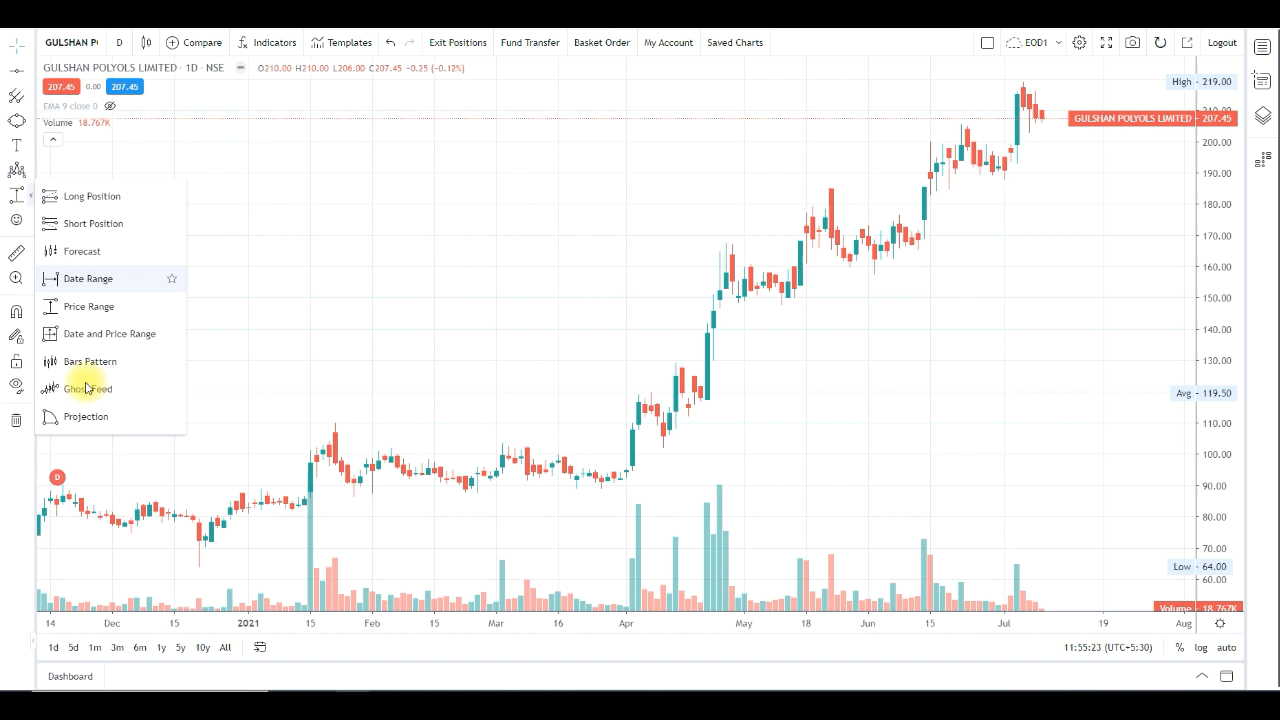 GULSHAN P
D
Compare
Indicators
Templates
Exit Positions
Fund Transfer
Basket Order
My Account
Saved Charts
EOD1
Logout
GULSHAN POLYOLS LIMITED · 1D · NSE
O210.00 H210.00 L206.00 C207.45 -0.25 (-0.12%)
207.45 0.00 207.45
EMA 9 close 0
Volume 18.767K
Long Position
Short Position
Forecast
Date Range
Price Range
Date and Price Range
Bars Pattern
Ghost Feed
Projection
D
High 219.00
210.00
GULSHAN POLYOLS LIMITED 207.45
200.00
190.00
180.00
170.00
160.00
150.00
140.00
130.00
Avg 119.50
110.00
100.00
90.00
80.00
70.00
Low 64.00
60.00
Volume 18.767K
14 Dec 15 2021 15 Feb 15 Mar 16 Apr May 18 Jun 15 Jul 19 Aug
1d 5d 1m 3m 6m 1y 5y 10y All
11:55:23 (UTC+5:30) % log auto
Dashboard